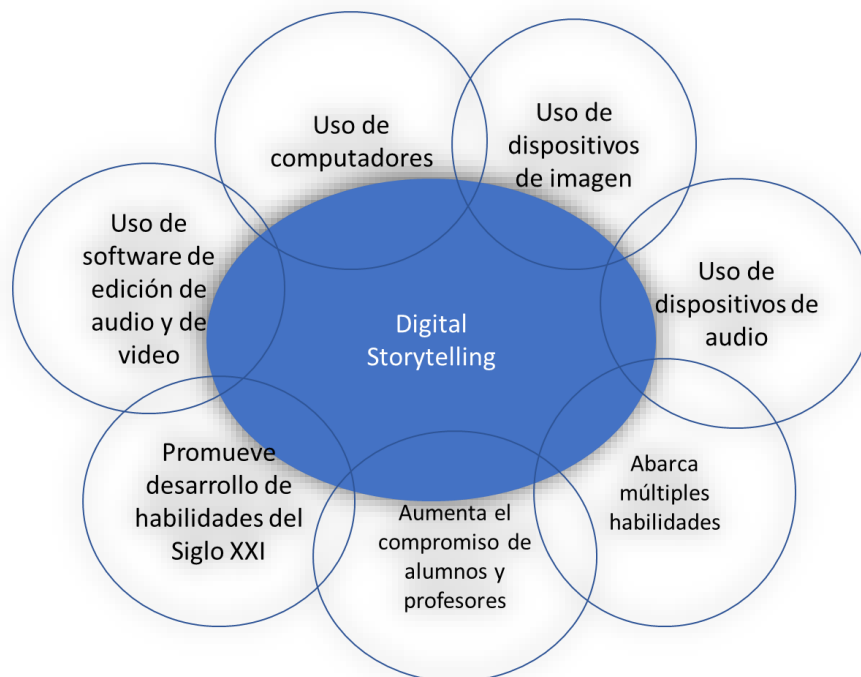 Uso de
computadores
Uso de
dispositivos
de imagen
Uso de
dispositivos de
audio
Abarca
múltiples
habilidades
Aumenta el
compromiso de
alumnos y
profesores
Promueve
desarrollo de
habilidades del
Siglo XXI
Uso de
software de
edición de
audio y de
video
Digital
Storytelling